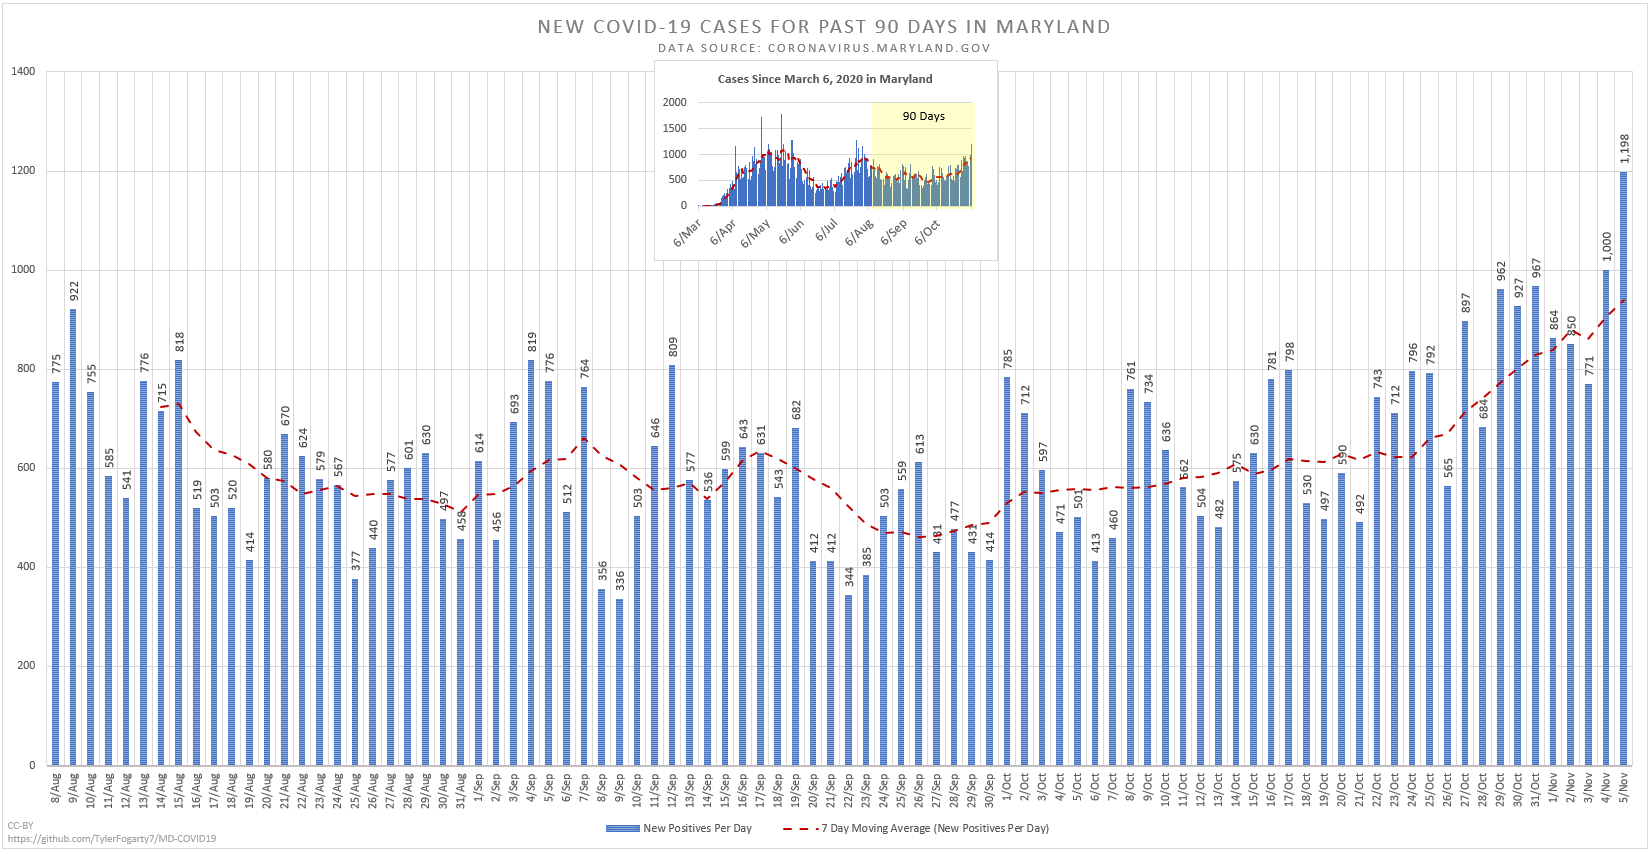 NEW COVID-19 CASES FOR PAST 90 DAYS IN MARYLAND
DATA SOURCE: CORONAVIRUS.MARYLAND.GOV
Cases Since March 6, 2020 in Maryland
90 Days
2000
1500
1000
500
0
6/Mar 6/Apr 6/May 6/Jun 6/Jul 6/Aug 6/Sep 6/Oct
1400
1200
1000
800
600
400
200
0
775 922 755 585 541 776 715 818 519 503 520 414 580 670 624 579 567 377 440 577 601 630 497 458 614 456 693 819 776 512 764 356 336 503 646 809 577 536 599 643 631 543 682 412 412 344 385 503 559 613 431 477 431 414 785 712 597 471 501 413 460 761 734 636 562 504 482 575 630 781 798 530 497 590 492 743 712 796 792 565 897 684 962 927 967 864 850 771 1,000 1,198
8/Aug 9/Aug 10/Aug 11/Aug 12/Aug 13/Aug 14/Aug 15/Aug 16/Aug 17/Aug 18/Aug 19/Aug 20/Aug 21/Aug 22/Aug 23/Aug 24/Aug 25/Aug 26/Aug 27/Aug 28/Aug 29/Aug 30/Aug 31/Aug 1/Sep 2/Sep 3/Sep 4/Sep 5/Sep 6/Sep 7/Sep 8/Sep 9/Sep 10/Sep 11/Sep 12/Sep 13/Sep 14/Sep 15/Sep 16/Sep 17/Sep 18/Sep 19/Sep 20/Sep 21/Sep 22/Sep 23/Sep 24/Sep 25/Sep 26/Sep 27/Sep 28/Sep 29/Sep 30/Sep 1/Oct 2/Oct 3/Oct 4/Oct 5/Oct 6/Oct 7/Oct 8/Oct 9/Oct 10/Oct 11/Oct 12/Oct 13/Oct 14/Oct 15/Oct 16/Oct 17/Oct 18/Oct 19/Oct 20/Oct 21/Oct 22/Oct 23/Oct 24/Oct 25/Oct 26/Oct 27/Oct 28/Oct 29/Oct 30/Oct 31/Oct 1/Nov 2/Nov 3/Nov 4/Nov 5/Nov
New Positives Per Day 7 Day Moving Average (New Positives Per Day)
CC-BY
https://github.com/TylerFogarty7/MD-COVID19